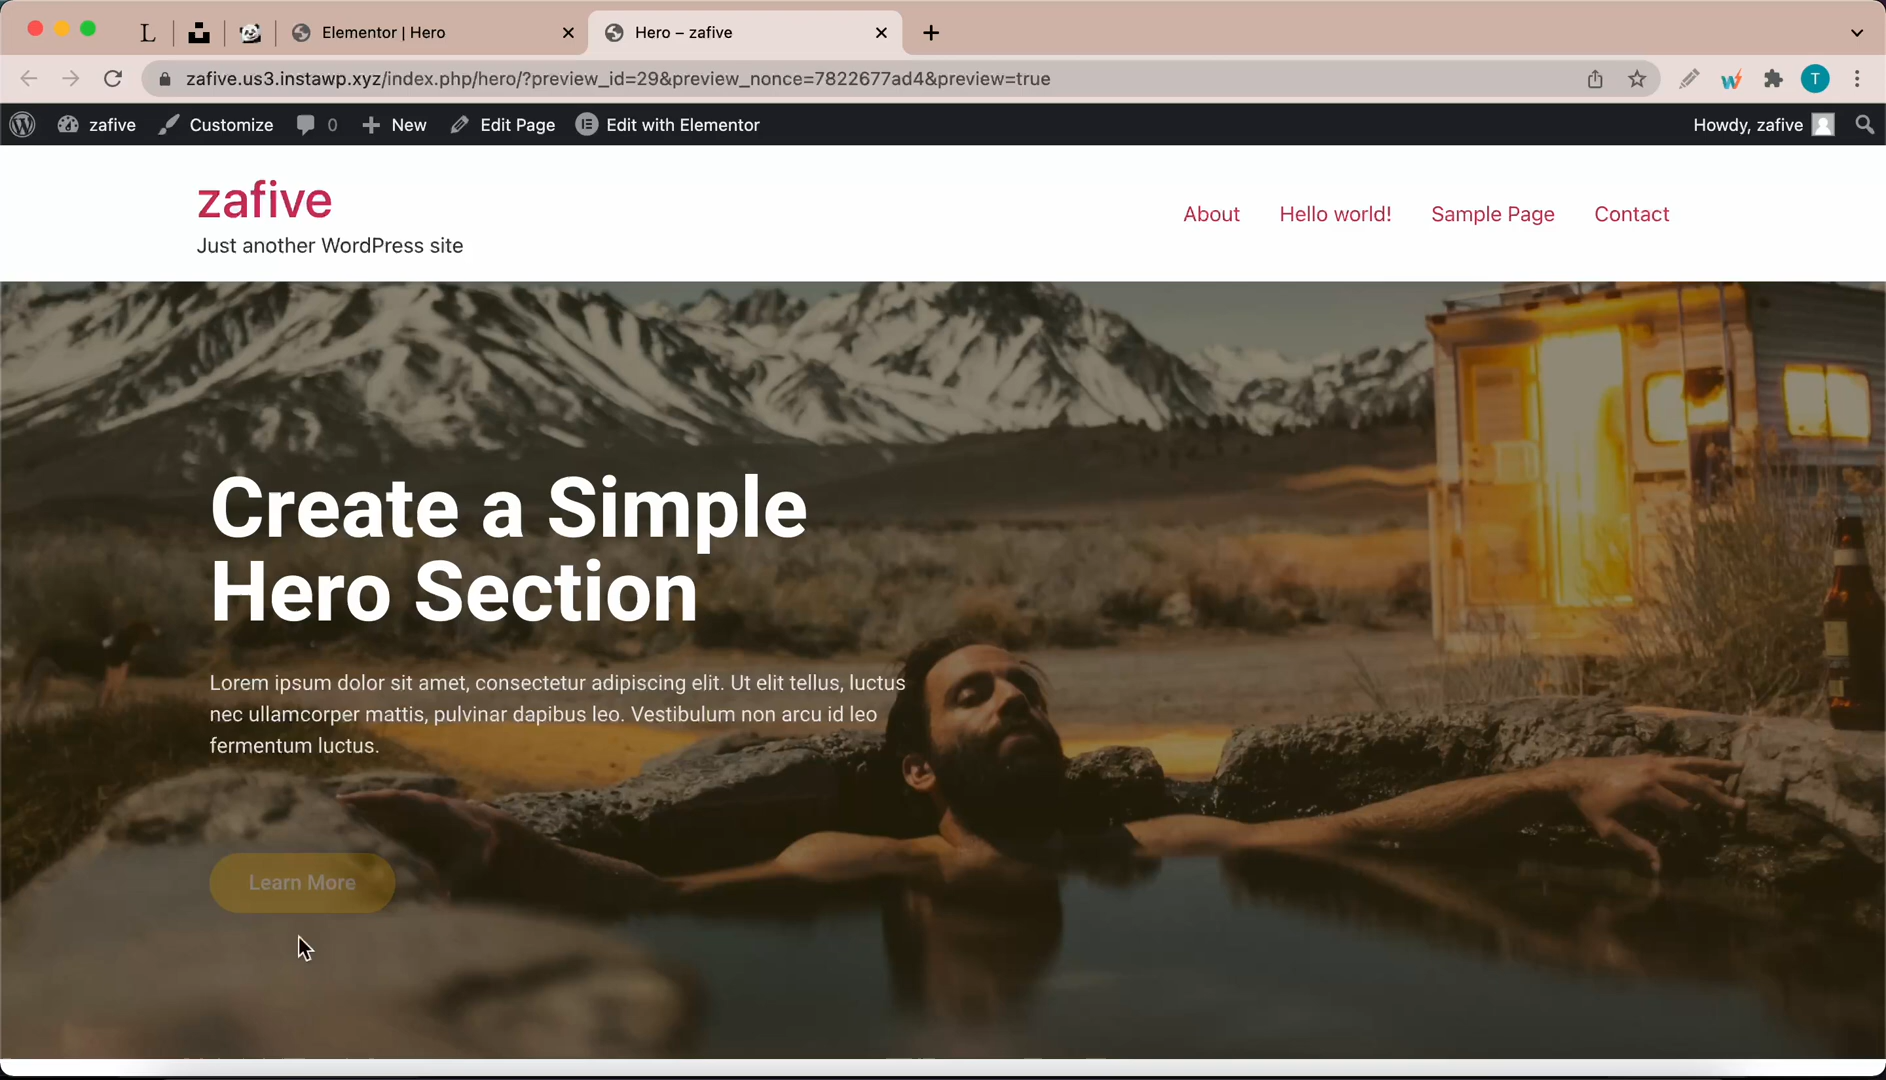 L
Elementor | Hero
Hero – zafive
zafive.us3.instawp.xyz/index.php/hero/?preview_id=29&preview_nonce=7822677ad4&preview=true
T
zafive
Customize
0
New
Edit Page
Edit with Elementor
Howdy, zafive
zafive
Just another WordPress site
About
Hello world!
Sample Page
Contact
Create a Simple
Hero Section
Lorem ipsum dolor sit amet, consectetur adipiscing elit. Ut elit tellus, luctus
nec ullamcorper mattis, pulvinar dapibus leo. Vestibulum non arcu id leo
fermentum luctus.
Learn More